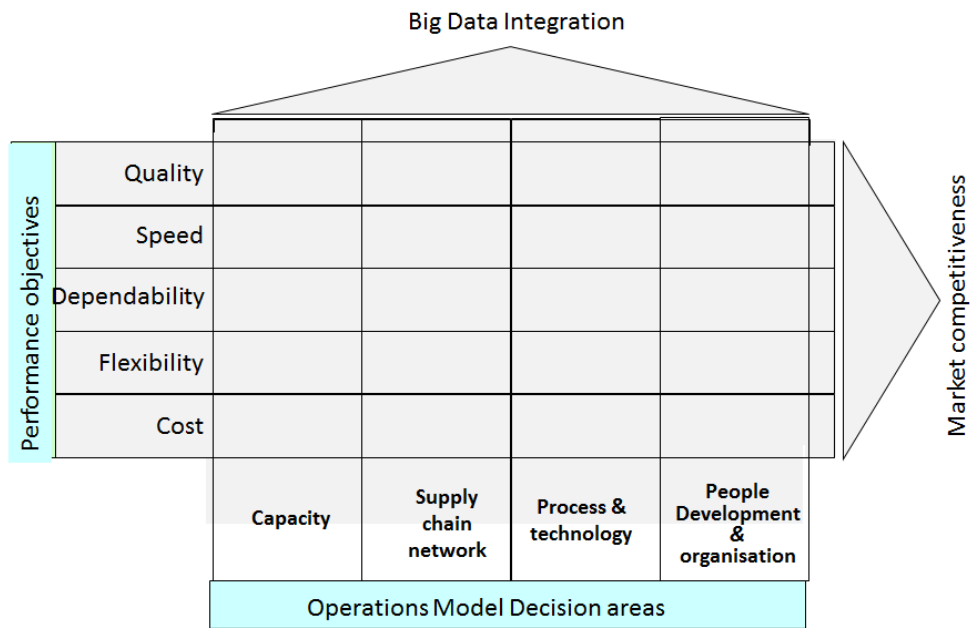 Big Data Integration
Performance objectives
Quality
Speed
Dependability
Flexibility
Cost
Market competitiveness
Capacity
Supply
chain
network
Process &
technology
People
Development
&
organisation
Operations Model Decision areas